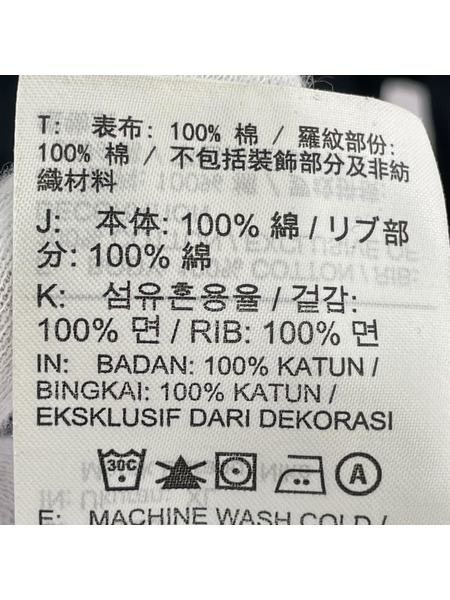 T: 表布: 100% 棉 / 羅紋部份:
100% 棉 / 不包括裝飾部分及非紡
織材料
J: 本体: 100% 綿 / リブ部
分: 100% 綿
K: 섬유혼용율 / 겉감:
100% 면 / RIB: 100% 면
IN: BADAN: 100% KATUN /
BINGKAI: 100% KATUN /
EKSKLUSIF DARI DEKORASI
30C A
E: MACHINE WASH COLD /